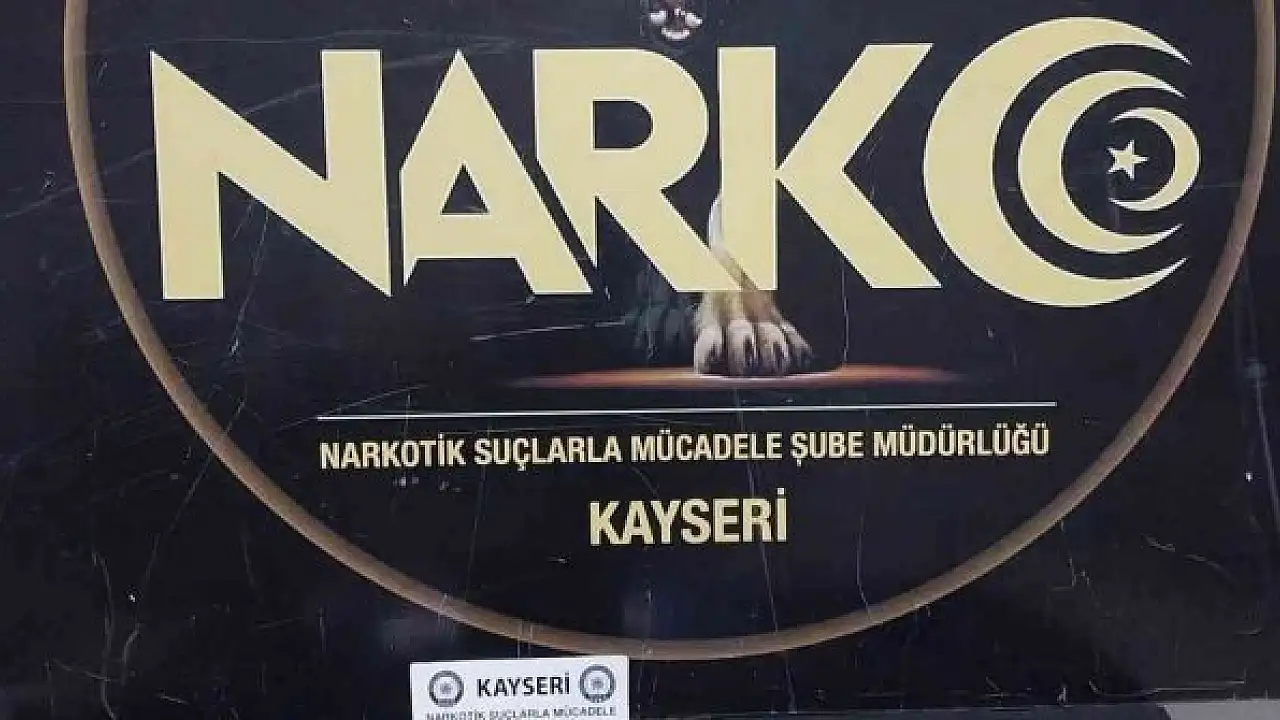 NARKO
NARKOTİK SUÇLARLA MÜCADELE ŞUBE MÜDÜRLÜĞÜ
KAYSERİ
KAYSERİ
NARKOTİK SUÇLARLA MÜCADELE